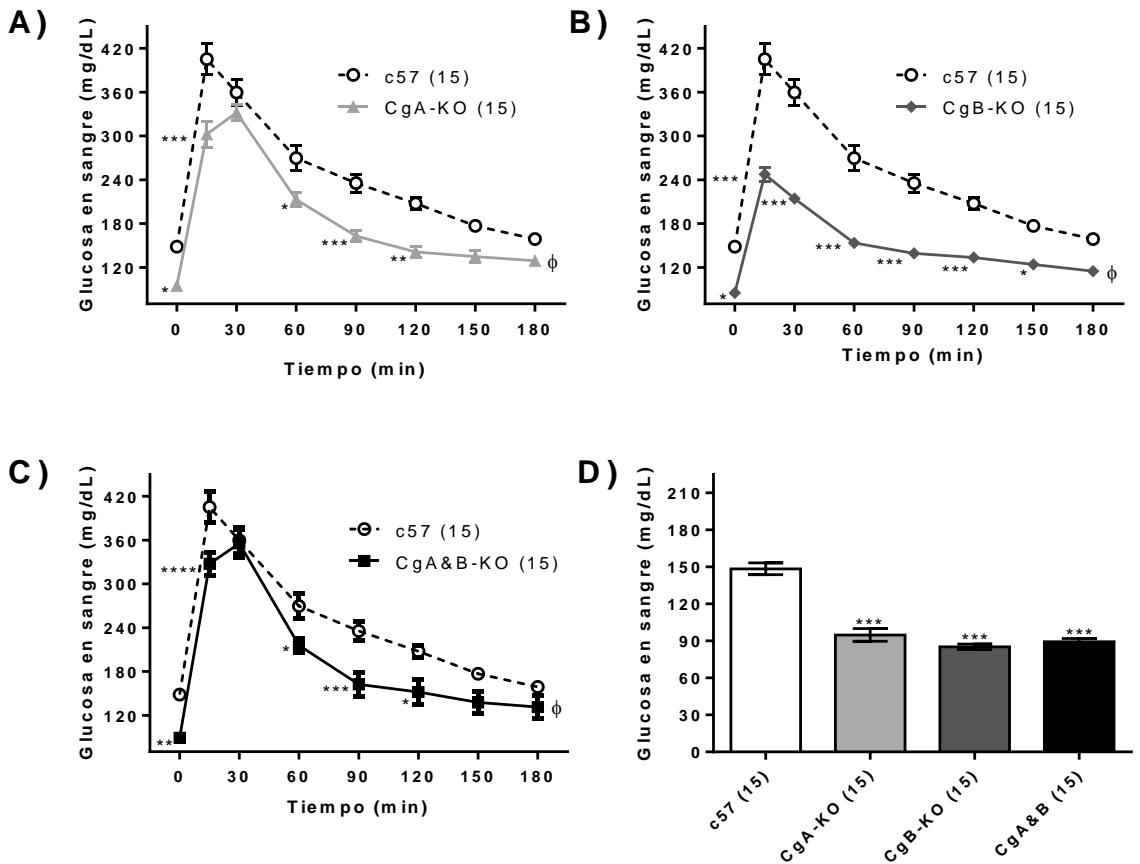 A)
Glucosa en sangre (mg/dL)
420
360
300
240
180
120
c57 (15)
CgA-KO (15)
***
*
*
***
**
ϕ
0 30 60 90 120 150 180
Tiempo (min)
B)
Glucosa en sangre (mg/dL)
420
360
300
240
180
120
c57 (15)
CgB-KO (15)
***
*
***
***
***
***
*
ϕ
0 30 60 90 120 150 180
Tiempo (min)
C)
Glucosa en sangre (mg/dL)
420
360
300
240
180
120
c57 (15)
CgA&B-KO (15)
****
**
*
***
*
ϕ
0 30 60 90 120 150 180
Tiempo (min)
D)
Glucosa en sangre (mg/dL)
210
180
150
120
90
60
30
0
***
***
***
c57 (15)
CgA-KO (15)
CgB-KO (15)
CgA&B (15)